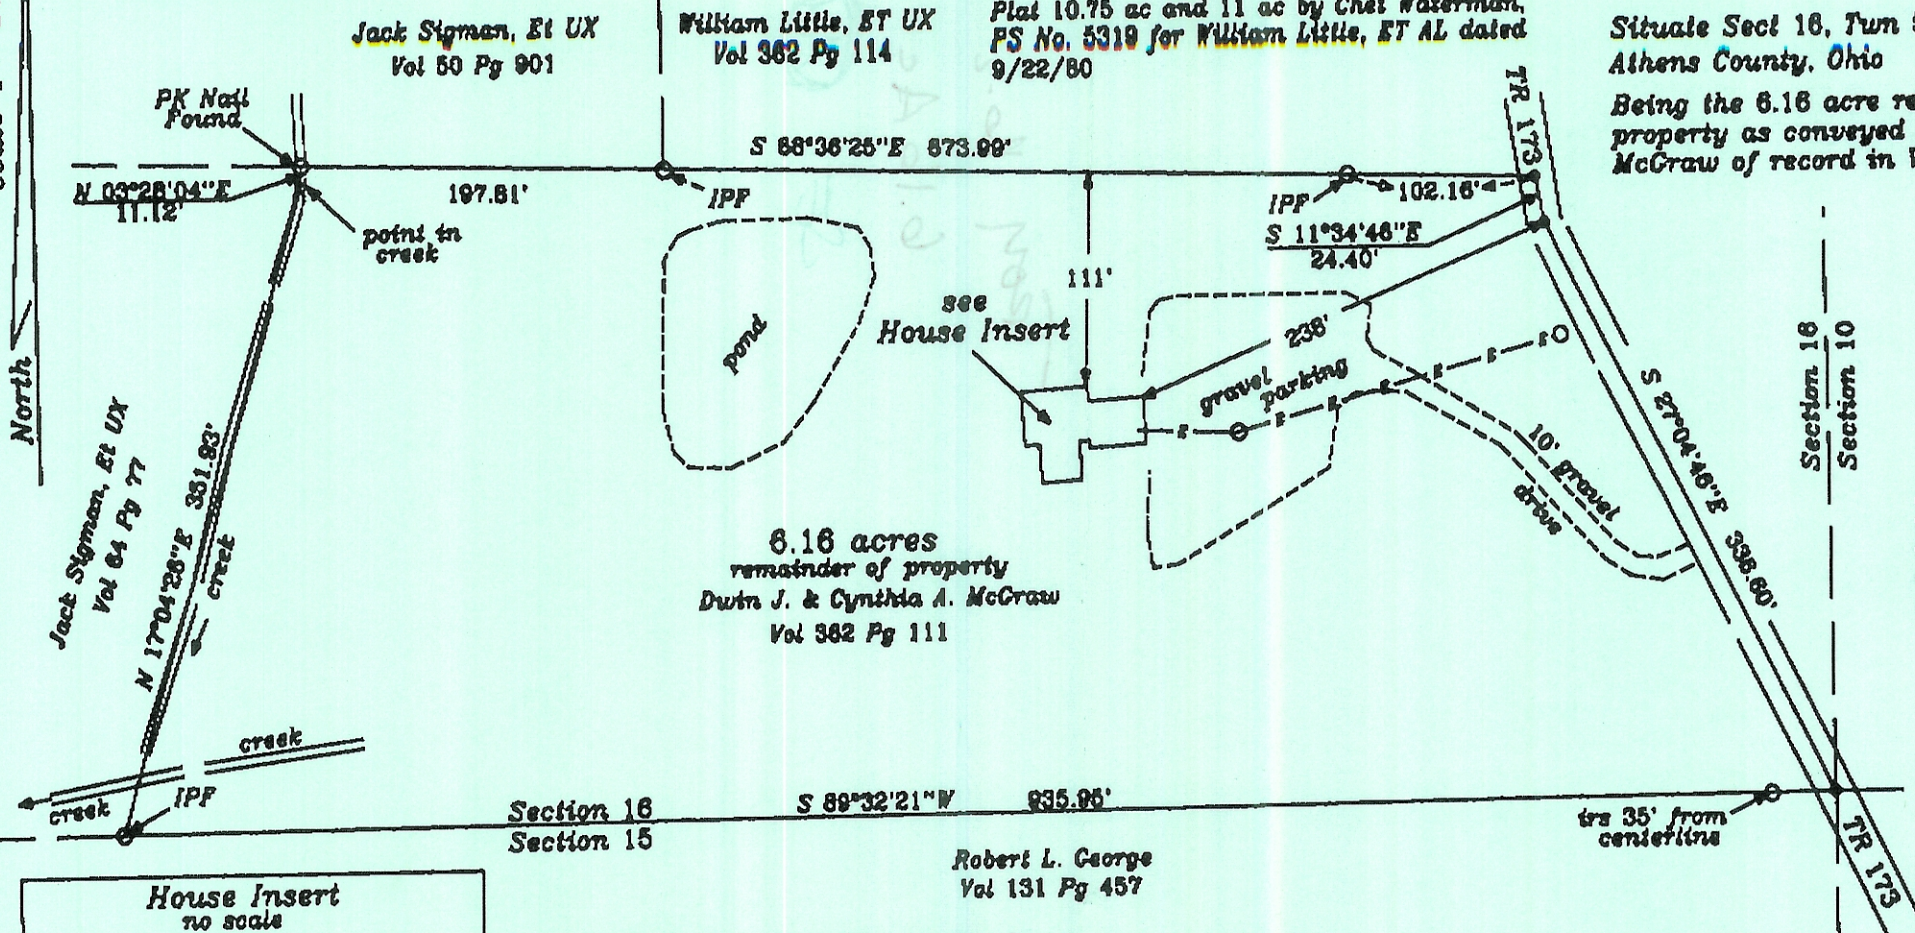 Jack Sigman, Et UX
Vol 50 Pg 901
William Little, ET UX
Vol 362 Pg 114
Plat 10.75 ac and 11 ac by Chet Waterman,
PS No. 5319 for William Little, ET AL dated
9/22/80
Situate Sect 16, Twn
Athens County, Ohio
Being the 6.16 acre
property as conveyed
McGraw of record in
PK Nail
Found
TR 173
S 88°36'25"E 673.99'
N 03°28'04"E
11.12'
197.61'
IPF
point in
creek
IPF
102.16'
S 11°34'46"E
24.40'
111'
see
House Insert
238'
pond
gravel
parking
North
Section 16
Section 10
S 27°04'46"E 336.60'
10' gravel
drive
Jack Sigman, Et UX
Vol 64 Pg 77
N 17°04'26"E 351.93'
creek
6.16 acres
remainder of property
Dwin J. & Cynthia A. McGraw
Vol 362 Pg 111
creek
creek
IPF
Section 16
Section 15
S 89°32'21"W 935.95'
irs 35' from
centerline
TR 173
Robert L. George
Vol 131 Pg 457
House Insert
no scale